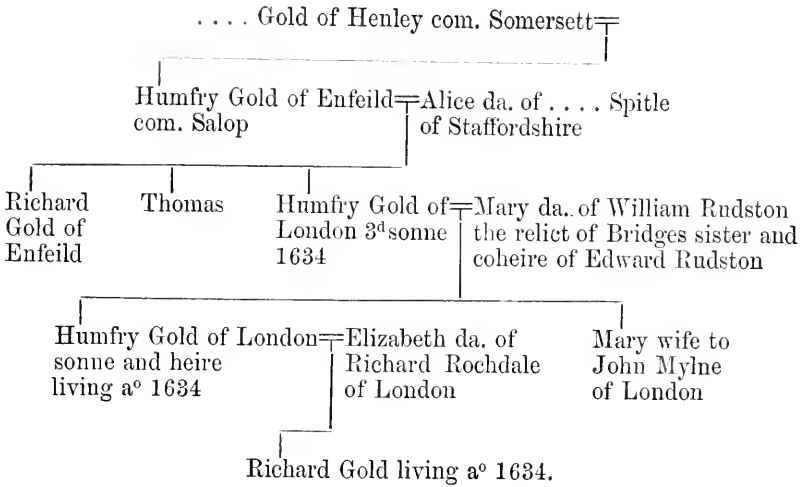 .... Gold of Henley com. Somersett
Humfry Gold of Enfeild
com. Salop
Alice da. of .... Spitle
of Staffordshire
Richard
Gold of
Enfeild
Thomas
Humfry Gold of
London 3d sonne
1634
Mary da. of William Rudston
the relict of Bridges sister and
coheire of Edward Rudston
Humfry Gold of London
sonne and heire
living aº 1634
Elizabeth da. of
Richard Rochdale
of London
Mary wife to
John Mylne
of London
Richard Gold living aº 1634.